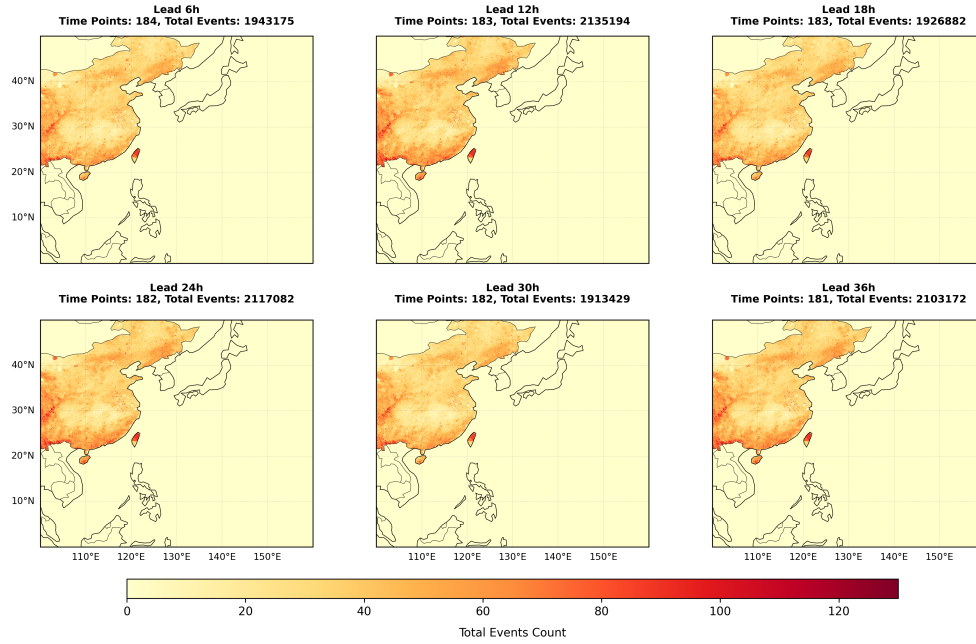 Lead 6h
Time Points: 184, Total Events: 1943175
Lead 12h
Time Points: 183, Total Events: 2135194
Lead 18h
Time Points: 183, Total Events: 1926882
40°N
30°N
20°N
10°N
Lead 24h
Time Points: 182, Total Events: 2117082
Lead 30h
Time Points: 182, Total Events: 1913429
Lead 36h
Time Points: 181, Total Events: 2103172
40°N
30°N
20°N
10°N
110°E 120°E 130°E 140°E 150°E
110°E 120°E 130°E 140°E 150°E
110°E 120°E 130°E 140°E 150°E
0 20 40 60 80 100 120
Total Events Count